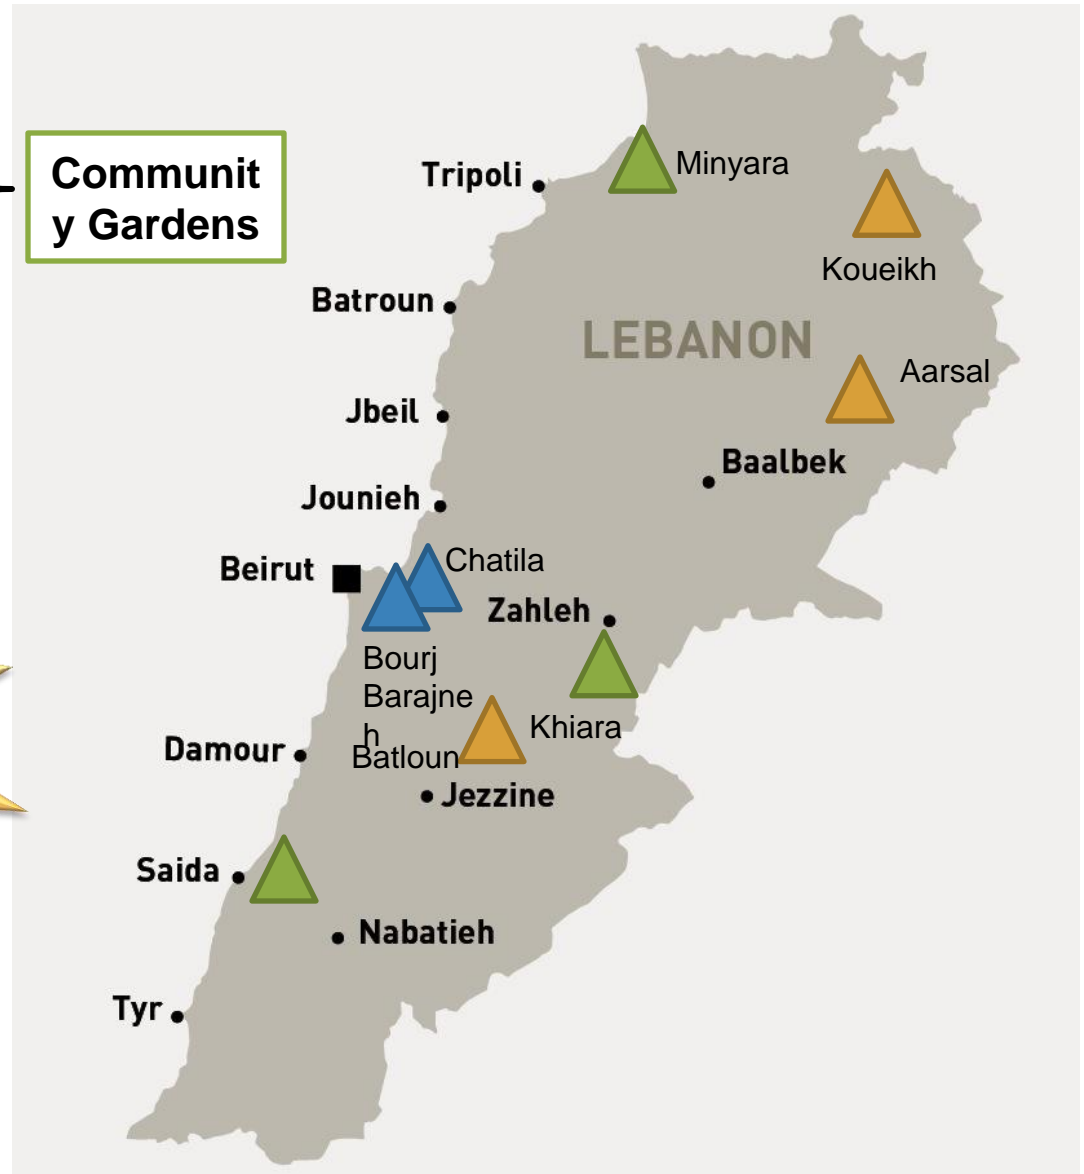 Communit
y Gardens
Tripoli
Minyara
Koueikh
Batroun
LEBANON
Aarsal
Jbeil
Baalbek
Jounieh
Chatila
Beirut
Zahleh
Bourj
Barajne
h
Khiara
Damour
Batloun
Jezzine
Saida
Nabatieh
Tyr